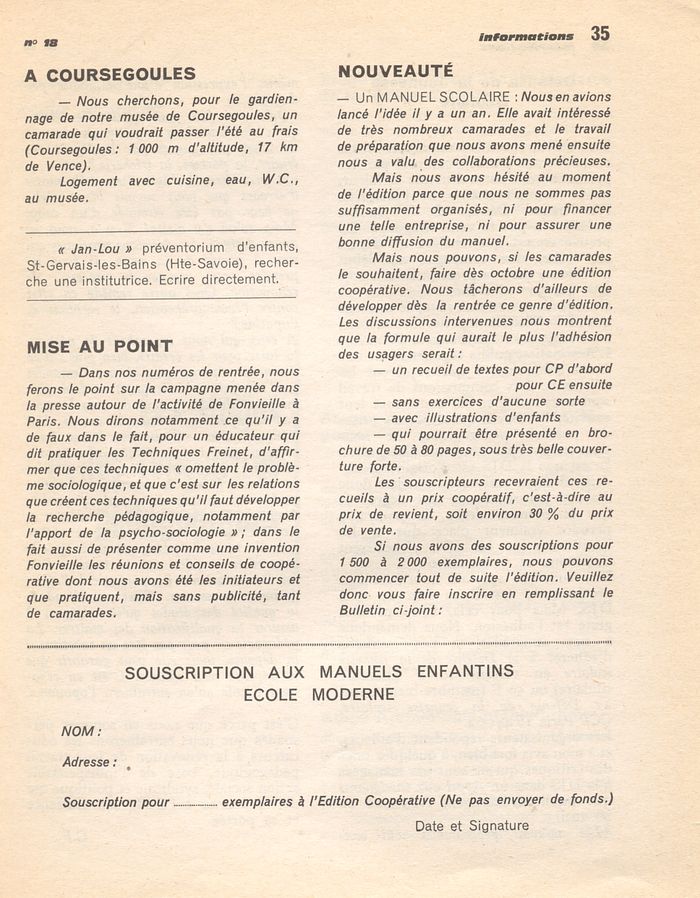 n° 18
informations 35
A COURSEGOULES
— Nous cherchons, pour le gardien-
nage de notre musée de Coursegoules, un
camarade qui voudrait passer l'été au frais
(Coursegoules : 1 000 m d'altitude, 17 km
de Vence).
Logement avec cuisine, eau, W.C.,
au musée.
« Jan-Lou » préventorium d'enfants,
St-Gervais-les-Bains (Hte-Savoie), recher-
che une institutrice. Ecrire directement.
MISE AU POINT
— Dans nos numéros de rentrée, nous
ferons le point sur la campagne menée dans
la presse autour de l'activité de Fonvieille à
Paris. Nous dirons notamment ce qu'il y a
de faux dans le fait, pour un éducateur qui
dit pratiquer les Techniques Freinet, d'affir-
mer que ces techniques « omettent le problè-
me sociologique, et que c'est sur les relations
que créent ces techniques qu'il faut développer
la recherche pédagogique, notamment par
l'apport de la psycho-sociologie » ; dans le
fait aussi de présenter comme une invention
Fonvieille les réunions et conseils de coopé-
rative dont nous avons été les initiateurs et
que pratiquent, mais sans publicité, tant
de camarades.
NOUVEAUTÉ
— Un MANUEL SCOLAIRE : Nous en avions
lancé l'idée il y a un an. Elle avait intéressé
de très nombreux camarades et le travail
de préparation que nous avons mené ensuite
nous a valu des collaborations précieuses.
Mais nous avons hésité au moment
de l'édition parce que nous ne sommes pas
suffisamment organisés, ni pour financer
une telle entreprise, ni pour assurer une
bonne diffusion du manuel.
Mais nous pouvons, si les camarades
le souhaitent, faire dès octobre une édition
coopérative. Nous tâcherons d'ailleurs de
développer dès la rentrée ce genre d'édition.
Les discussions intervenues nous montrent
que la formule qui aurait le plus l'adhésion
des usagers serait :
— un recueil de textes pour CP d'abord
pour CE ensuite
— sans exercices d'aucune sorte
— avec illustrations d'enfants
— qui pourrait être présenté en bro-
chure de 50 à 80 pages, sous très belle couver-
ture forte.
Les souscripteurs recevraient ces re-
cueils à un prix coopératif, c'est-à-dire au
prix de revient, soit environ 30 % du prix
de vente.
Si nous avons des souscriptions pour
1 500 à 2 000 exemplaires, nous pouvons
commencer tout de suite l'édition. Veuillez
donc vous faire inscrire en remplissant le
Bulletin ci-joint :
SOUSCRIPTION AUX MANUELS ENFANTINS
ECOLE MODERNE
NOM :
Adresse :
Souscription pour .................... exemplaires à l'Edition Coopérative (Ne pas envoyer de fonds.)
Date et Signature